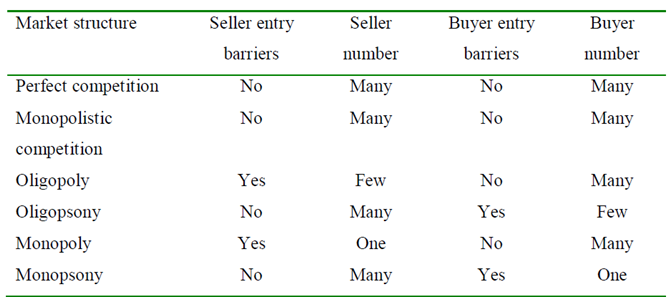 Market structure Seller entry Seller Buyer entry Buyer
barriers number barriers number
Perfect competition No Many No Many
Monopolistic No Many No Many
competition
Oligopoly Yes Few No Many
Oligopsony No Many Yes Few
Monopoly Yes One No Many
Monopsony No Many Yes One